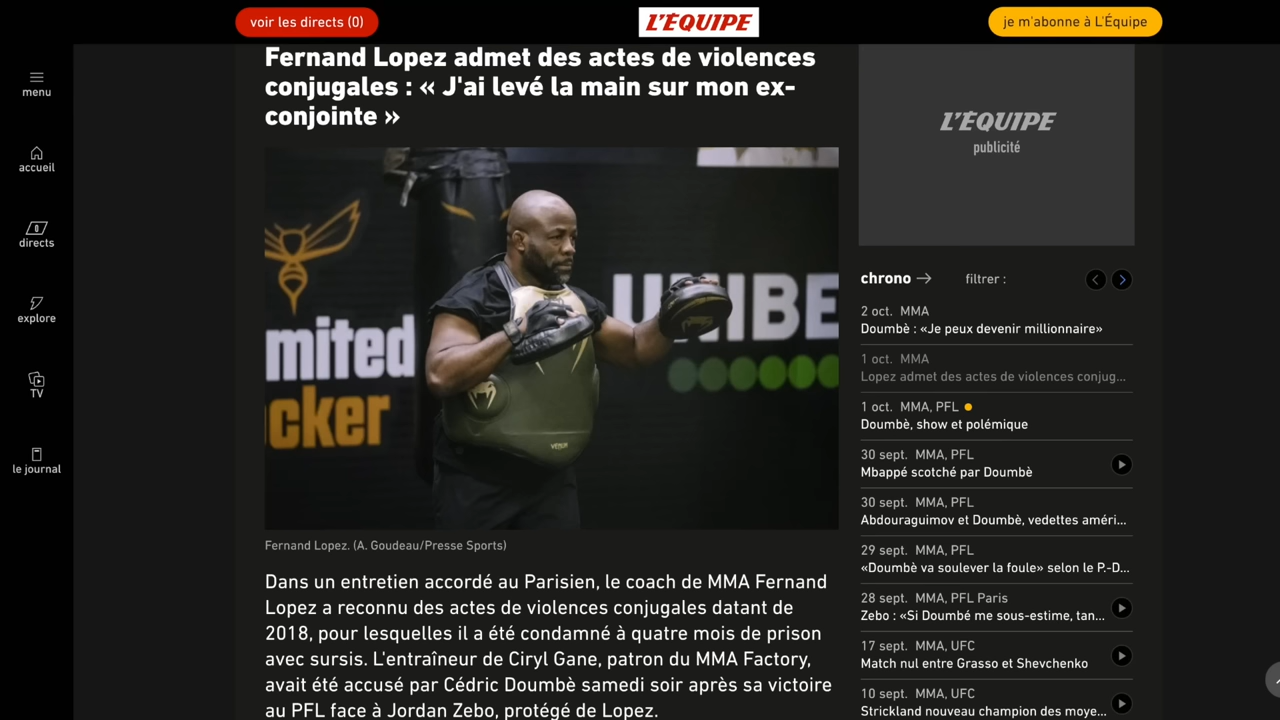 voir les directs (0)
L'ÉQUIPE
je m'abonne à L'Équipe
menu
accueil
directs
explore
TV
le journal
Fernand Lopez admet des actes de violences
conjugales : « J'ai levé la main sur mon ex-
conjointe »
mited
cker
UNIBE
VENUM
Fernand Lopez. (A. Goudeau/Presse Sports)
Dans un entretien accordé au Parisien, le coach de MMA Fernand
Lopez a reconnu des actes de violences conjugales datant de
2018, pour lesquelles il a été condamné à quatre mois de prison
avec sursis. L'entraîneur de Ciryl Gane, patron du MMA Factory,
avait été accusé par Cédric Doumbè samedi soir après sa victoire
au PFL face à Jordan Zebo, protégé de Lopez.
L'ÉQUIPE
publicité
chrono → filtrer :
2 oct. MMA
Doumbè : «Je peux devenir millionnaire»
1 oct. MMA
Lopez admet des actes de violences conjug...
1 oct. MMA, PFL
Doumbè, show et polémique
30 sept. MMA, PFL
Mbappé scotché par Doumbè
30 sept. MMA, PFL
Abdouraguimov et Doumbè, vedettes améri...
29 sept. MMA, PFL
«Doumbè va soulever la foule» selon le P.-D...
28 sept. MMA, PFL Paris
Zebo : «Si Doumbé me sous-estime, tan...
17 sept. MMA, UFC
Match nul entre Grasso et Shevchenko
10 sept. MMA, UFC
Strickland nouveau champion des moye...